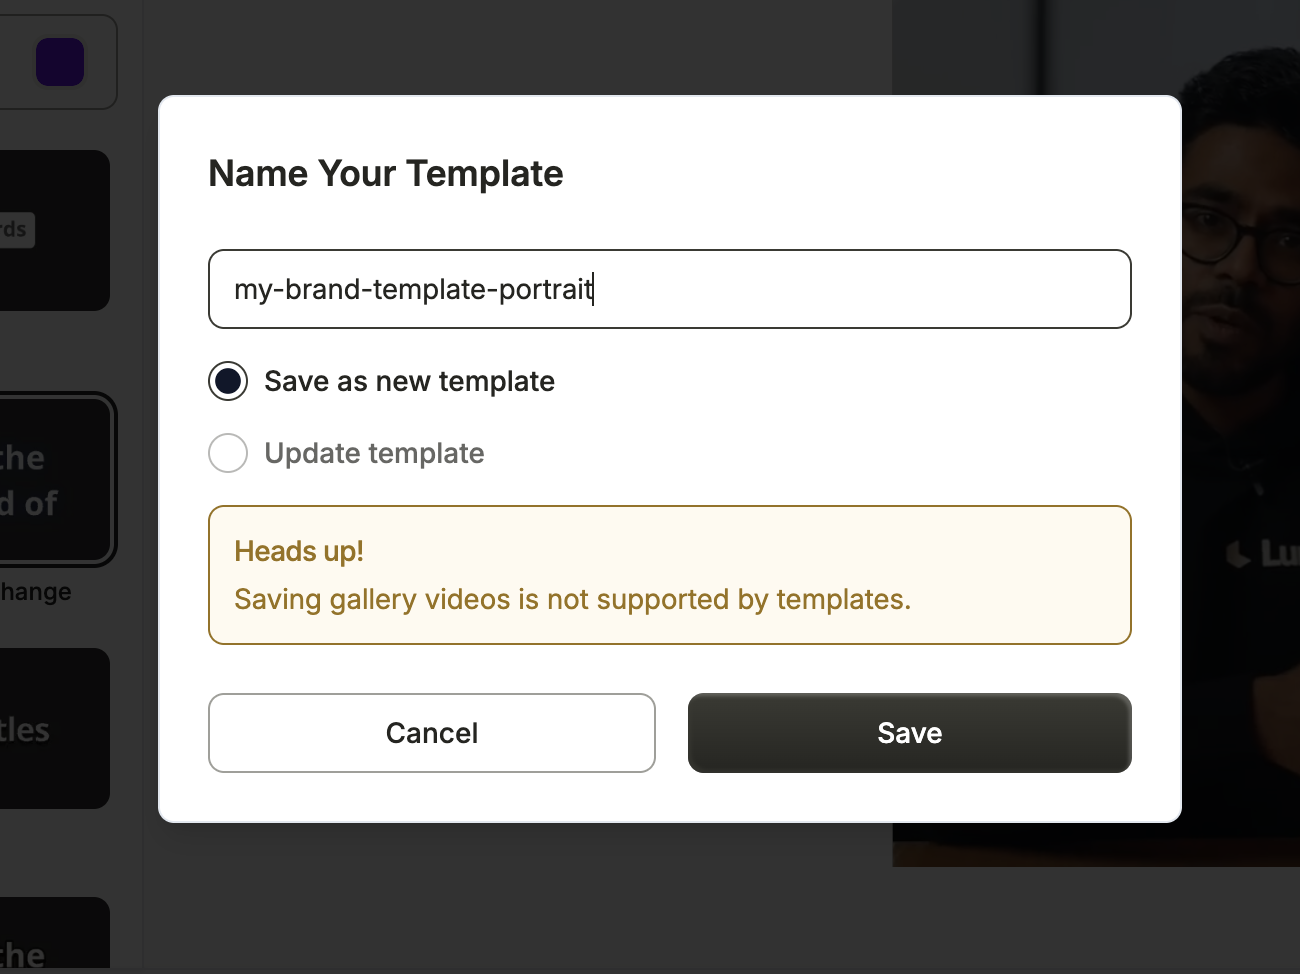 Name Your Template
my-brand-template-portrait
Save as new template
Update template
Heads up!
Saving gallery videos is not supported by templates.
Cancel
Save
rds
the
d of
hange
tles
the
Lu